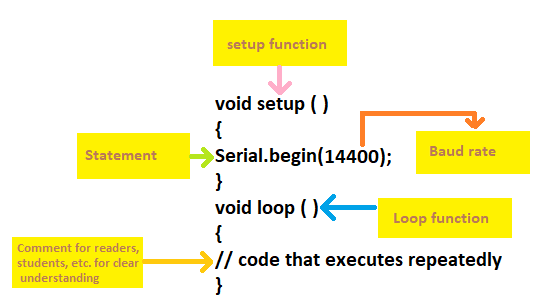 setup function
void setup ( )
{
Statement
Serial.begin(14400);
Baud rate
}
void loop ( )
Loop function
{
Comment for readers,
students, etc. for clear
understanding
// code that executes repeatedly
}